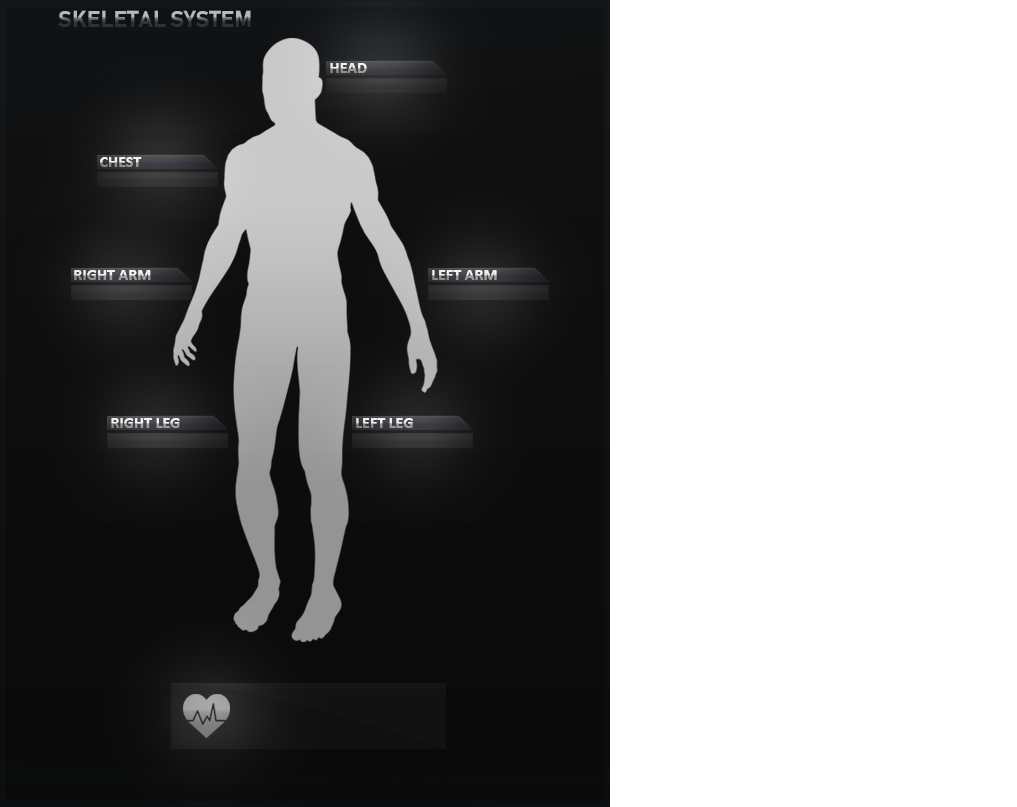 SKELETAL SYSTEM
HEAD
CHEST
RIGHT ARM
LEFT ARM
RIGHT LEG
LEFT LEG